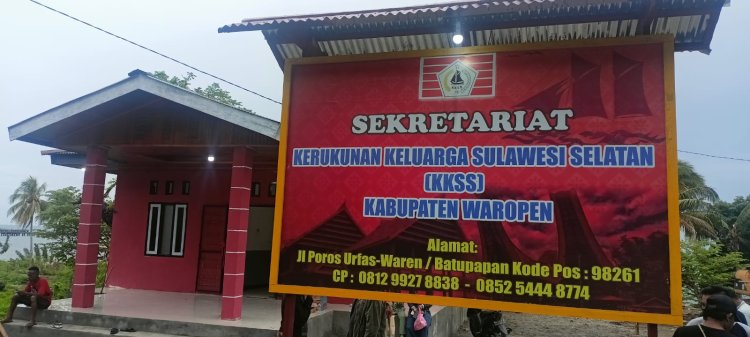 SEKRETARIAT
KERUKUNAN KELUARGA SULAWESI SELATAN
(KKSS)
KABUPATEN WAROPEN
Alamat:
Jl Poros Urfas-Waren / Batupapan Kode Pos : 98261
CP : 0812 9927 8838 - 0852 5444 8774